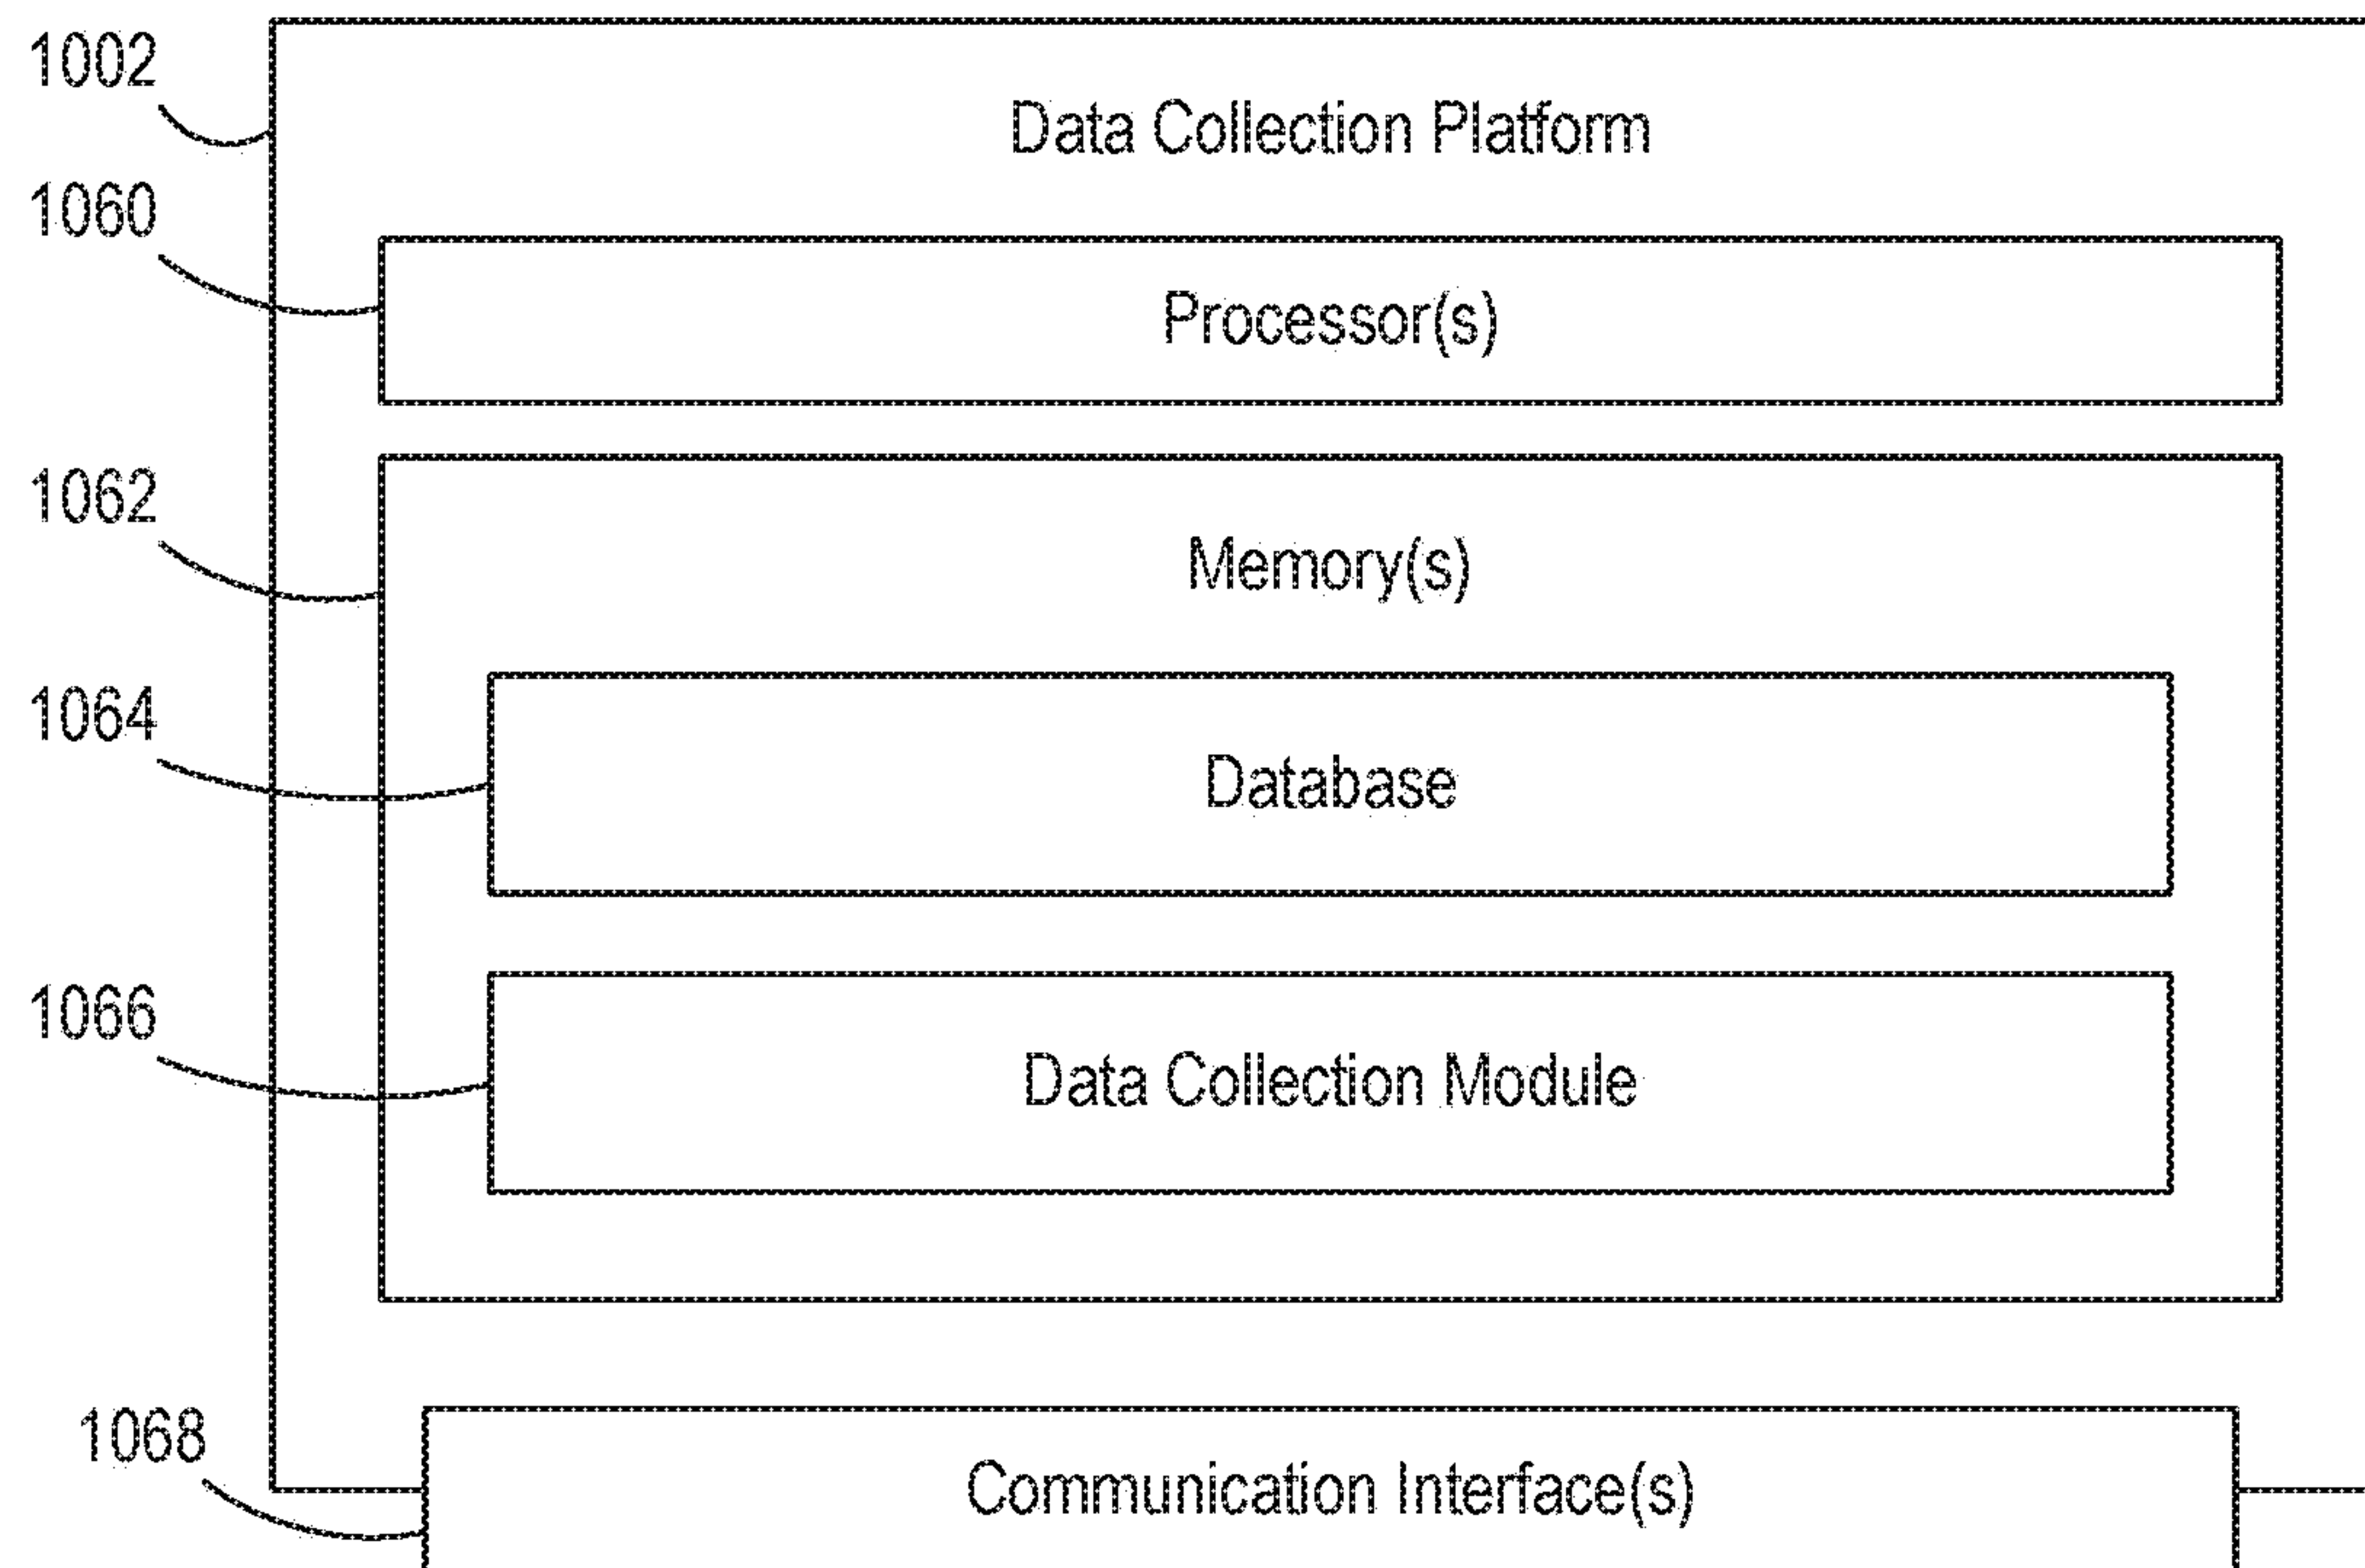 1002
Data Collection Platform
1060
Processor(s)
1062
Memory(s)
1064
Database
1066
Data Collection Module
1068
Communication Interface(s)